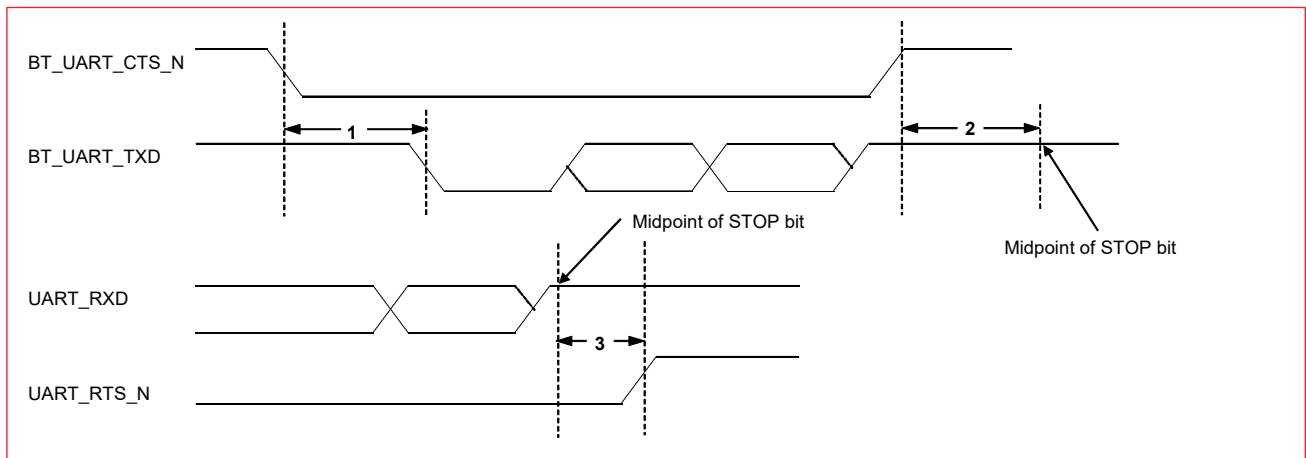 BT_UART_CTS_N
1
2
BT_UART_TXD
Midpoint of STOP bit
Midpoint of STOP bit
UART_RXD
3
UART_RTS_N